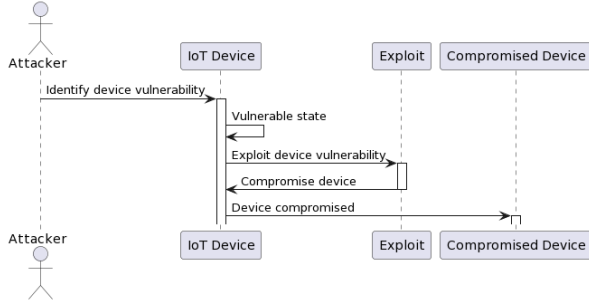 Attacker
IoT Device
Exploit
Compromised Device
Identify device vulnerability
Vulnerable state
Exploit device vulnerability
Compromise device
Device compromised
Attacker
IoT Device
Exploit
Compromised Device